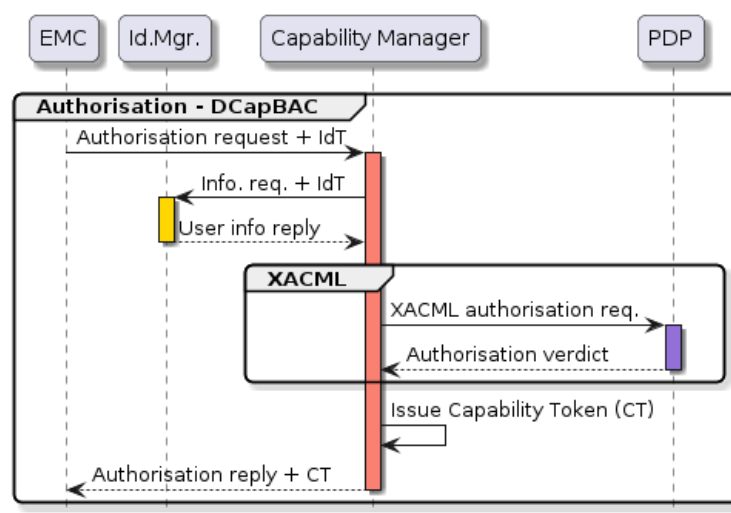 EMC
Id.Mgr.
Capability Manager
PDP
Authorisation - DCapBAC
Authorisation request + IdT
Info. req. + IdT
User info reply
XACML
XACML authorisation req.
Authorisation verdict
Issue Capability Token (CT)
Authorisation reply + CT